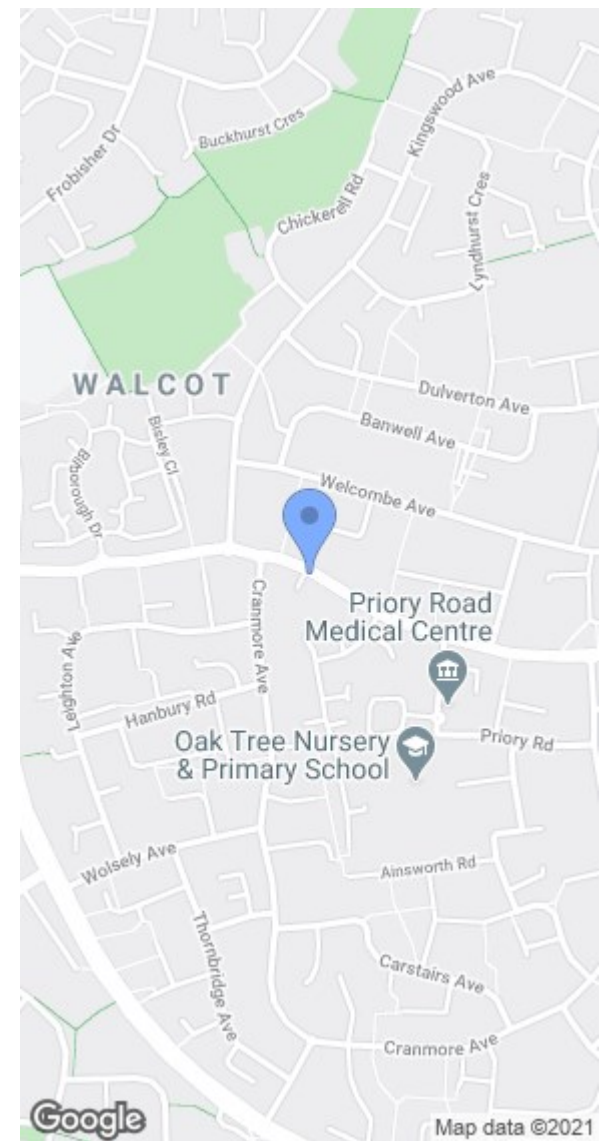 Kingswood Ave
Buckhurst Cres
Frobisher Dr
Chickerell Rd
Lyndhurst Cres
WALCOT
Dulverton Ave
Banwell Ave
Bisley Cl
Blaborough Dr
Welcombe Ave
Cranmore Ave
Priory Road
Medical Centre
Leighton Ave
Hanbury Rd
Oak Tree Nursery
& Primary School
Priory Rd
Wolsely Ave
Ainsworth Rd
Thornbridge Ave
Carstairs Ave
Cranmore Ave
Google
Map data ©2021